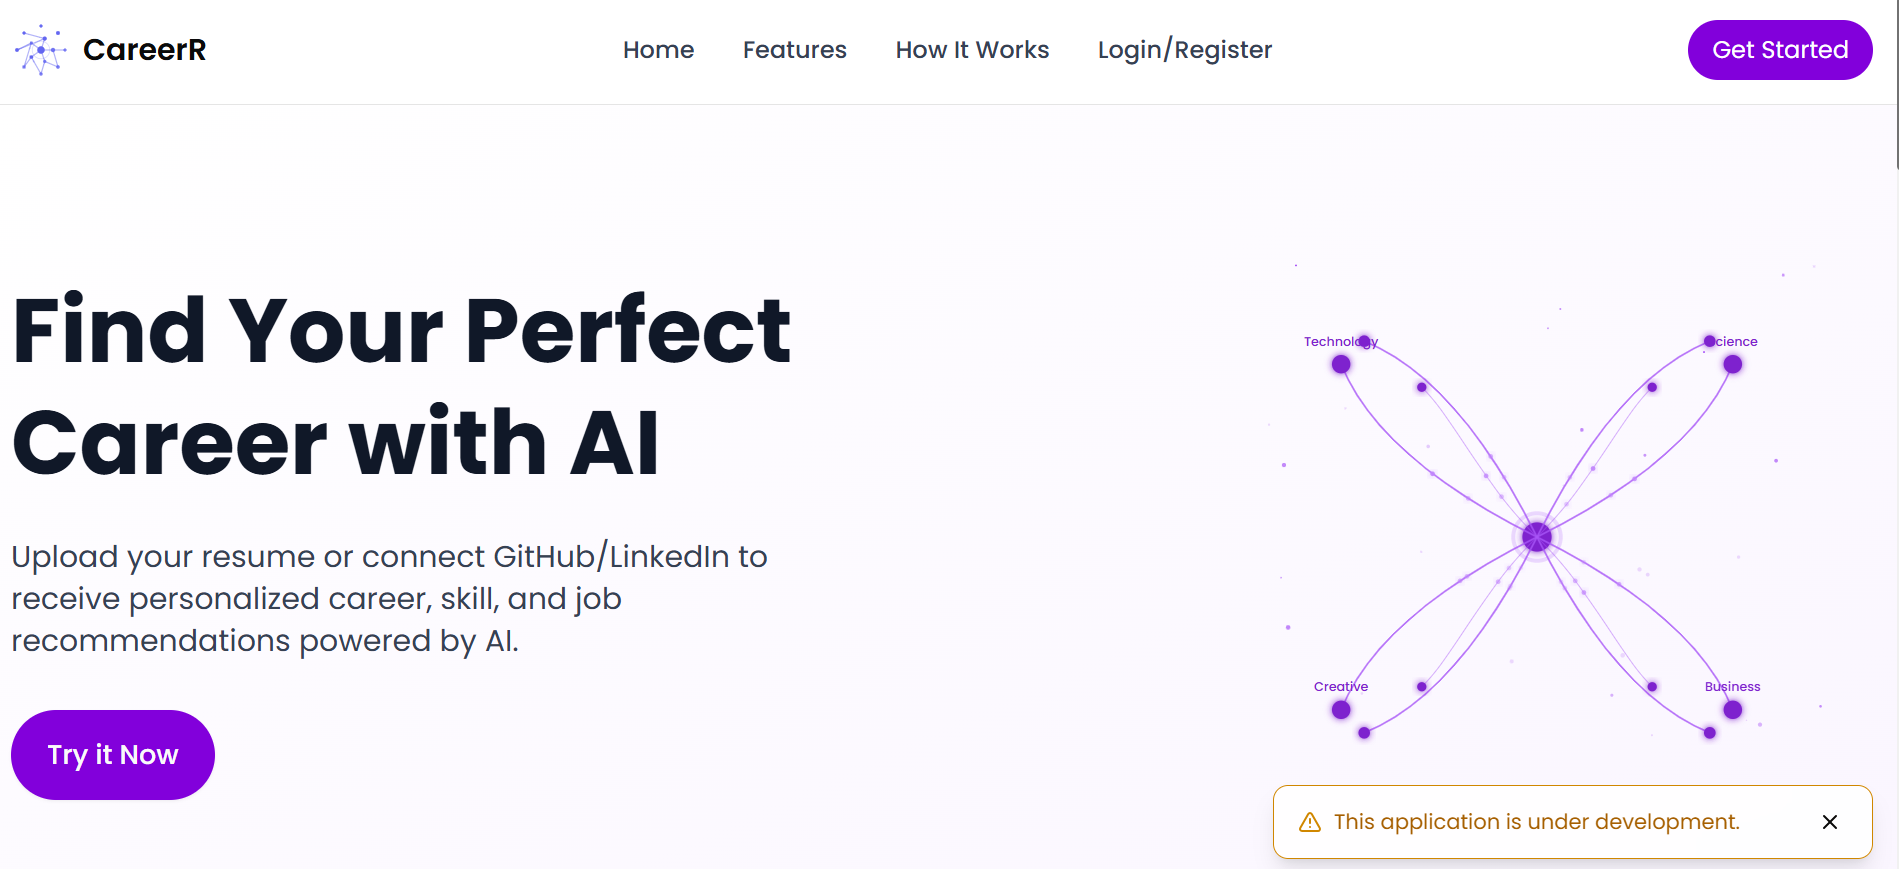 CareerR
Home
Features
How It Works
Login/Register
Get Started
Find Your Perfect
Career with AI
Upload your resume or connect GitHub/LinkedIn to
receive personalized career, skill, and job
recommendations powered by AI.
Try it Now
Technology
Science
Creative
Business
This application is under development.